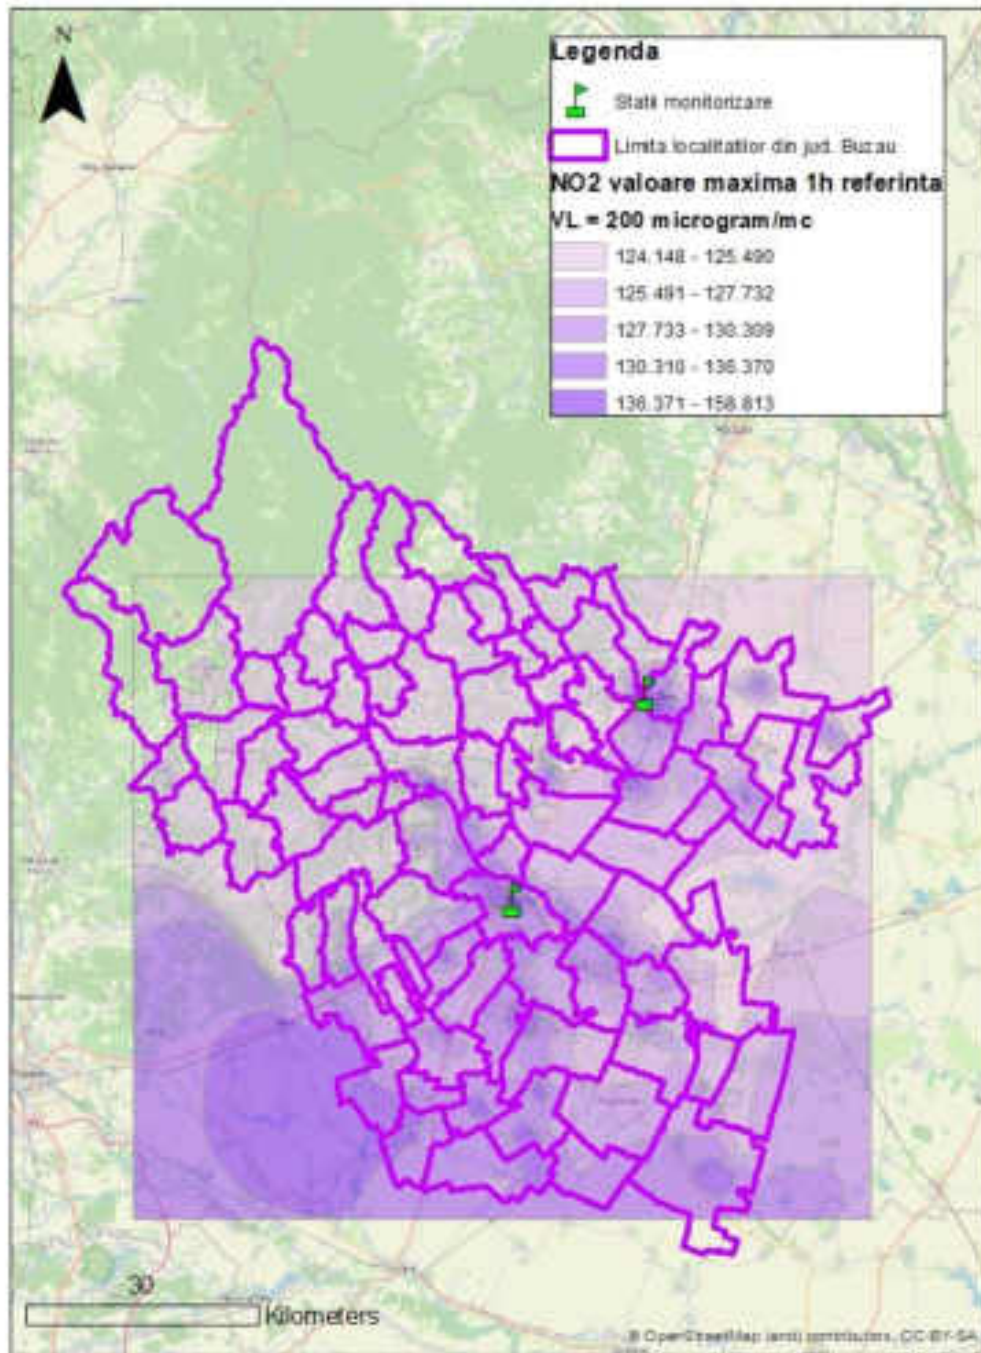 N
Legenda
Statii monitorizare
Limita localitatilor din jud. Buzau
NO2 valoare maxima 1h referinta
VL = 200 microgram/mc
124.148 - 125.490
125.491 - 127.732
127.733 - 130.309
130.310 - 136.370
136.371 - 158.813
30
Kilometers
© OpenStreetMap (and) contributors, CC-BY-SA